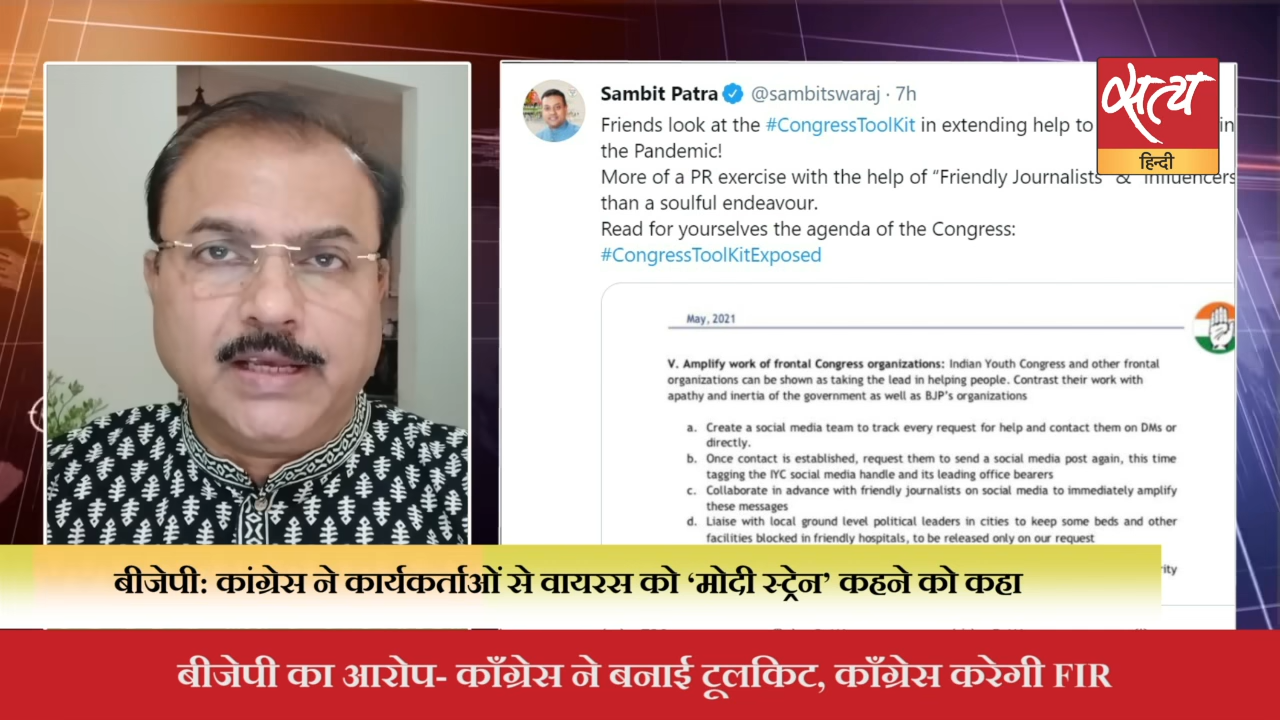 Sambit Patra @sambitswaraj · 7h
सत्य
हिन्दी
Friends look at the #CongressToolKit in extending help to in
the Pandemic!
More of a PR exercise with the help of “Friendly Journalists” & “Influencers
than a soulful endeavour.
Read for yourselves the agenda of the Congress:
#CongressToolKitExposed
May, 2021
V. Amplify work of frontal Congress organizations: Indian Youth Congress and other frontal
organizations can be shown as taking the lead in helping people. Contrast their work with
apathy and inertia of the government as well as BJP's organizations
a. Create a social media team to track every request for help and contact them on DMs or
directly.
b. Once contact is established, request them to send a social media post again, this time
tagging the IYC social media handle and its leading office bearers
c. Collaborate in advance with friendly journalists on social media to immediately amplify
these messages
d. Liaise with local ground level political leaders in cities to keep some beds and other
facilities blocked in friendly hospitals, to be released only on our request
बीजेपी: कांग्रेस ने कार्यकर्ताओं से वायरस को ‘मोदी स्ट्रेन’ कहने को कहा
बीजेपी का आरोप- काँग्रेस ने बनाई टूलकिट, काँग्रेस करेगी FIR